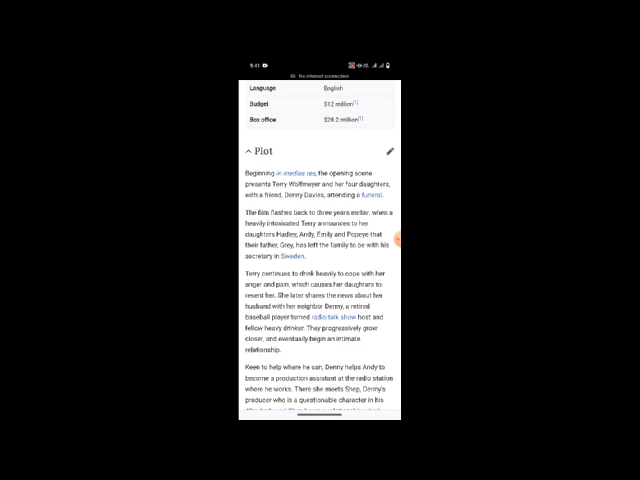 9:41
No internet connection
Language English
Budget $12 million[1]
Box office $28.2 million[1]
Plot
Beginning in medias res, the opening scene
presents Terry Wolfmeyer and her four daughters,
with a friend, Denny Davies, attending a funeral.
The film flashes back to three years earlier, when a
heavily intoxicated Terry announces to her
daughters Hadley, Andy, Emily and Popeye that
their father, Grey, has left the family to be with his
secretary in Sweden.
Terry continues to drink heavily to cope with her
anger and pain, which causes her daughters to
resent her. She later shares the news about her
husband with her neighbor Denny, a retired
baseball player turned radio talk show host and
fellow heavy drinker. They progressively grow
closer, and eventually begin an intimate
relationship.
Keen to help where he can, Denny helps Andy to
become a production assistant at the radio station
where he works. There she meets Shep, Denny's
producer who is a questionable character in his